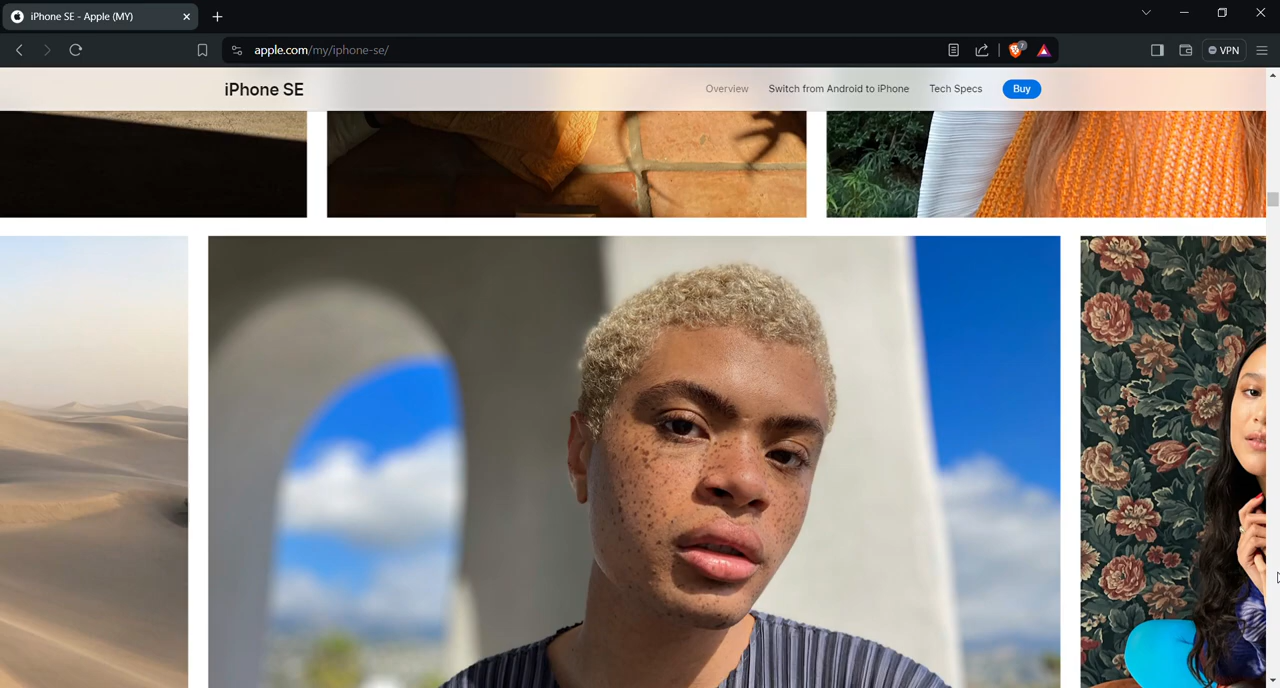 iPhone SE - Apple (MY)
apple.com/my/iphone-se/
7
VPN
iPhone SE
Overview
Switch from Android to iPhone
Tech Specs
Buy